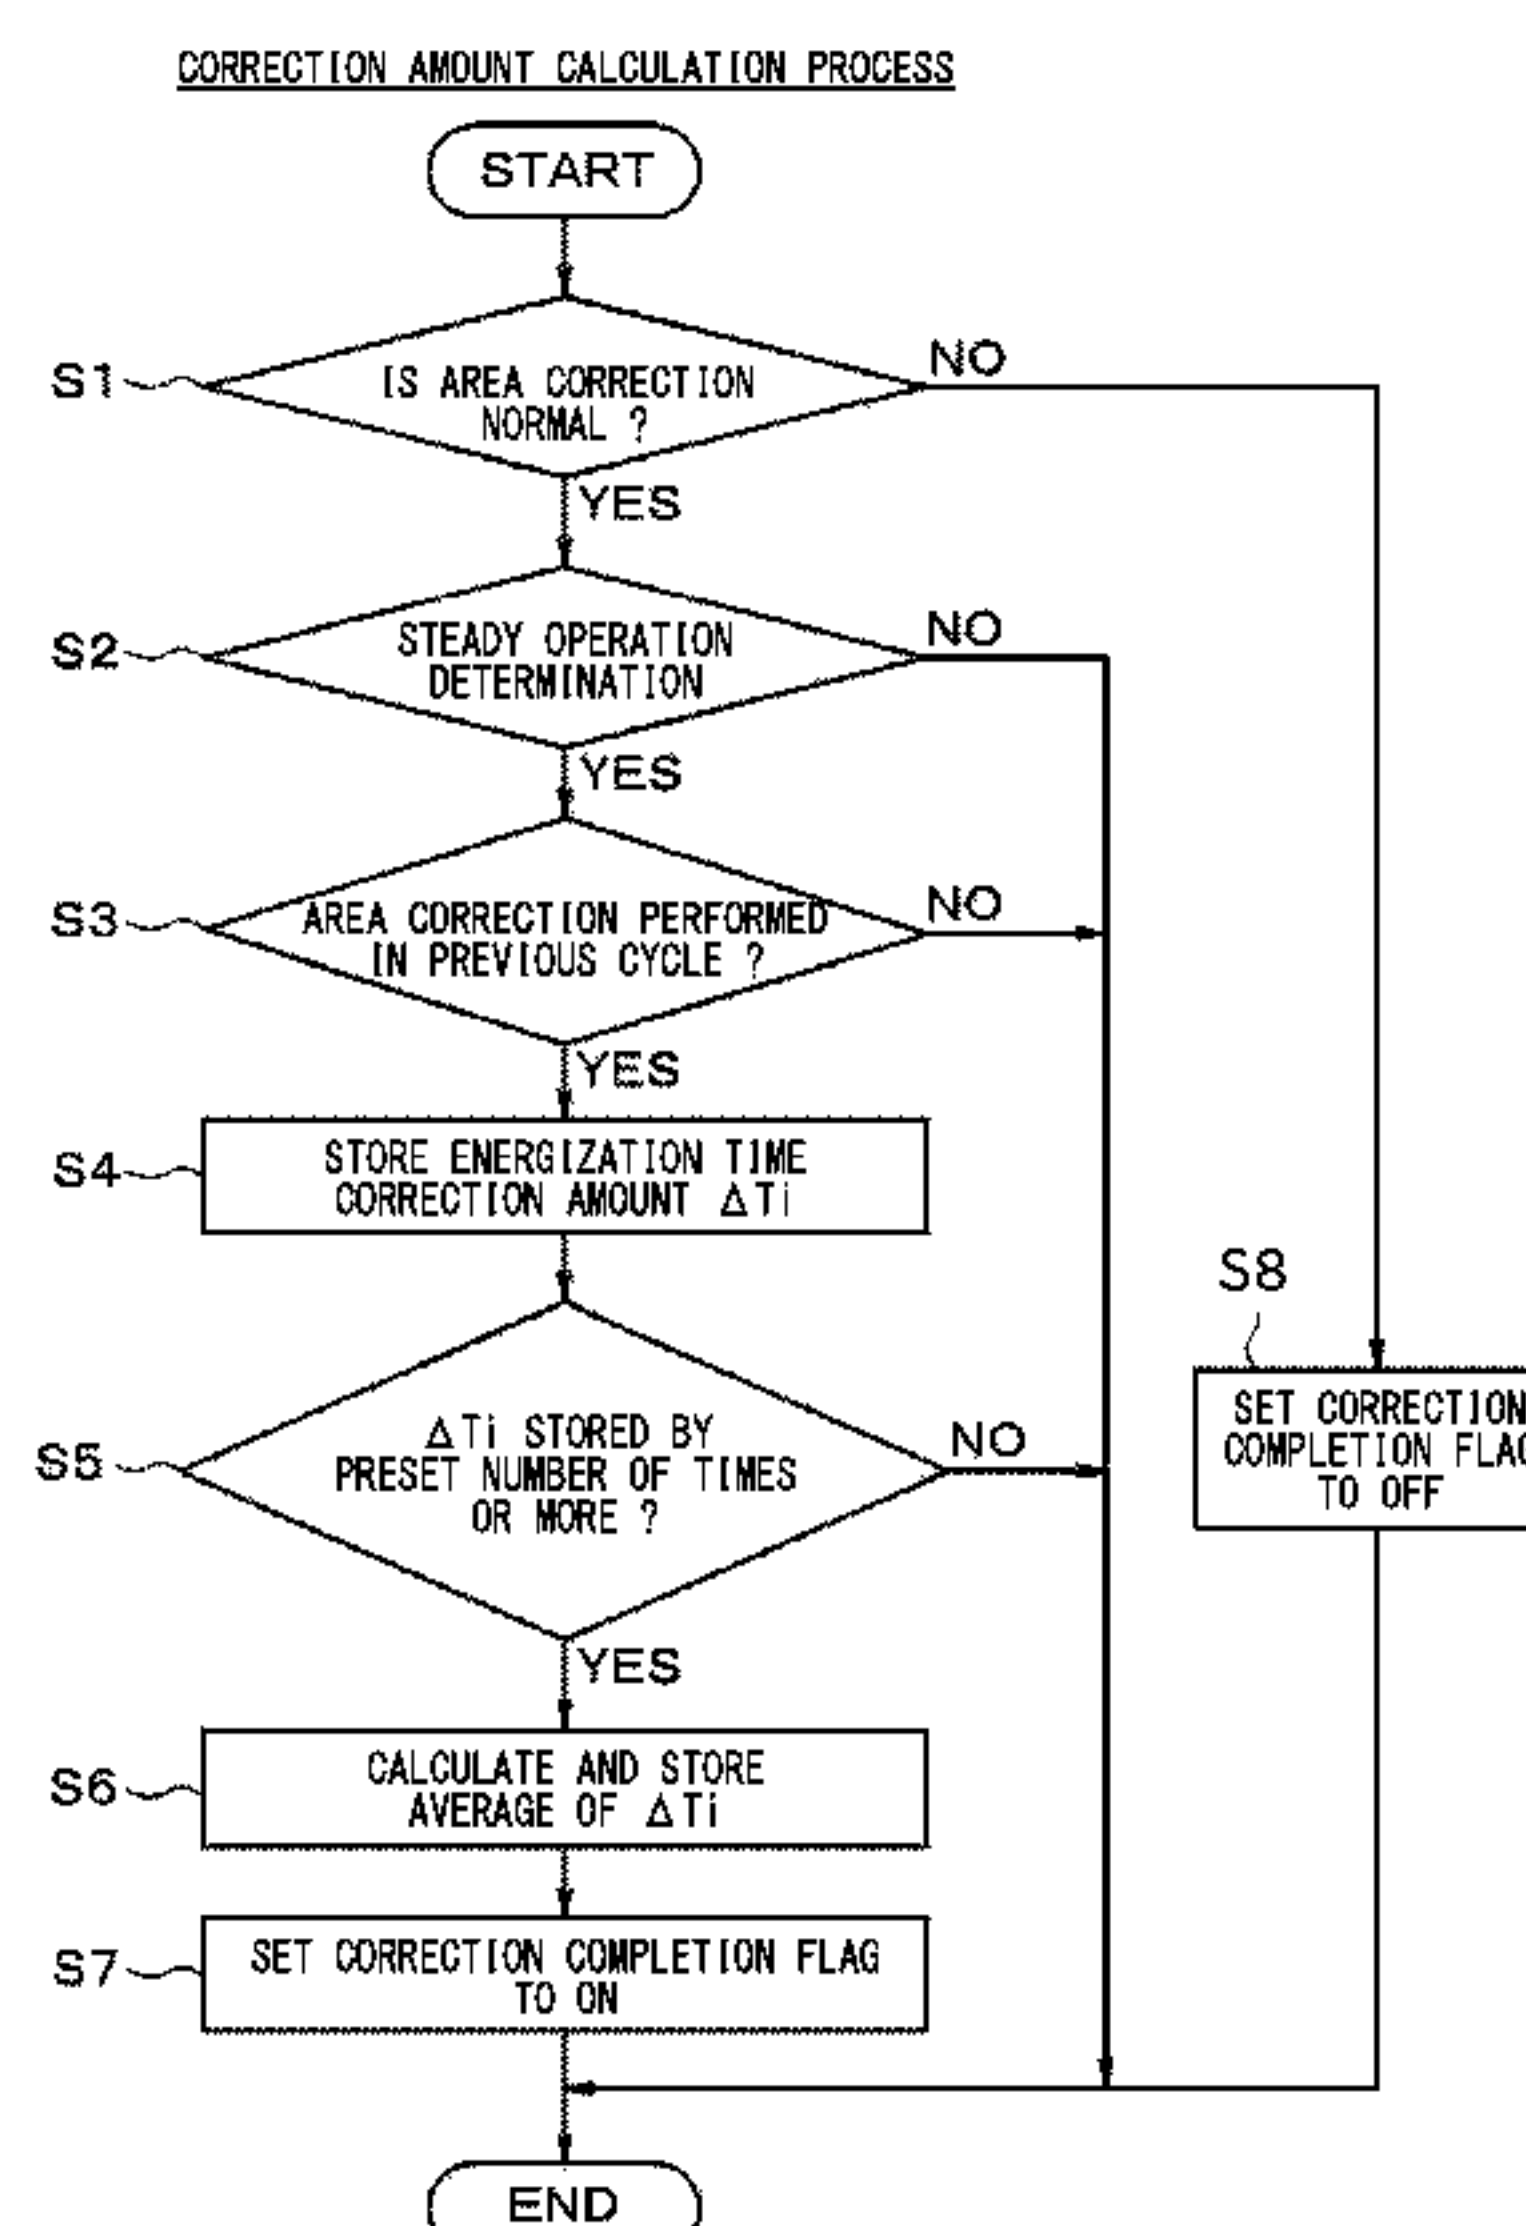 CORRECTION AMOUNT CALCULATION PROCESS
START
S1
IS AREA CORRECTION
NORMAL ?
NO
YES
S2
STEADY OPERATION
DETERMINATION
NO
YES
S3
AREA CORRECTION PERFORMED
IN PREVIOUS CYCLE ?
NO
YES
S4
STORE ENERGIZATION TIME
CORRECTION AMOUNT ΔTi
S5
ΔTi STORED BY
PRESET NUMBER OF TIMES
OR MORE ?
NO
YES
S8
SET CORRECTION
COMPLETION FLAG
TO OFF
S6
CALCULATE AND STORE
AVERAGE OF ΔTi
S7
SET CORRECTION COMPLETION FLAG
TO ON
END